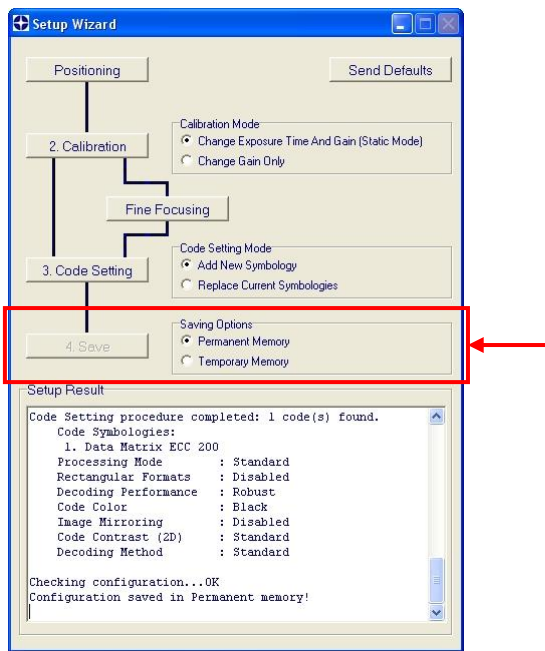 Setup Wizard
Positioning
Send Defaults
Calibration Mode
2. Calibration
Change Exposure Time And Gain (Static Mode)
Change Gain Only
Fine Focusing
Code Setting Mode
3. Code Setting
Add New Symbology
Replace Current Symbologies
Saving Options
4. Save
Permanent Memory
Temporary Memory
Setup Result
Code Setting procedure completed: 1 code(s) found.
Code Symbologies:
1. Data Matrix ECC 200
Processing Mode : Standard
Rectangular Formats : Disabled
Decoding Performance : Robust
Code Color : Black
Image Mirroring : Disabled
Code Contrast (2D) : Standard
Decoding Method : Standard
Checking configuration...OK
Configuration saved in Permanent memory!